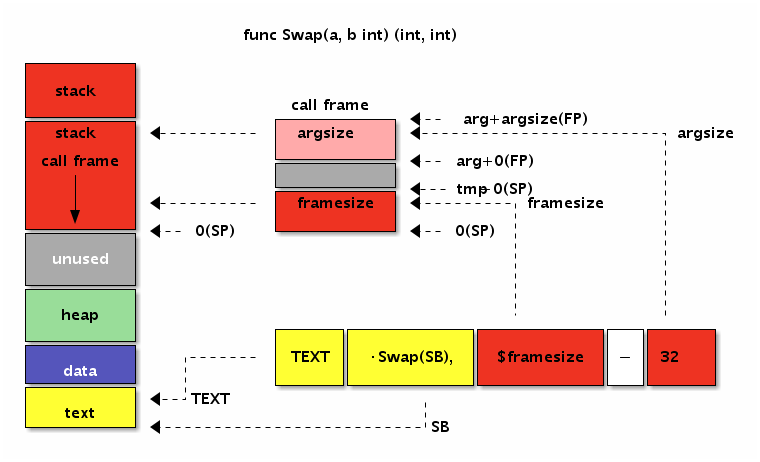 func Swap(a, b int) (int, int)
stack
stack
call frame
unused
heap
data
text
0(SP)
call frame
argsize
framesize
arg+argsize(FP)
argsize
arg+0(FP)
tmp-0(SP)
framesize
0(SP)
TEXT ·Swap(SB), $framesize – 32
TEXT
SB